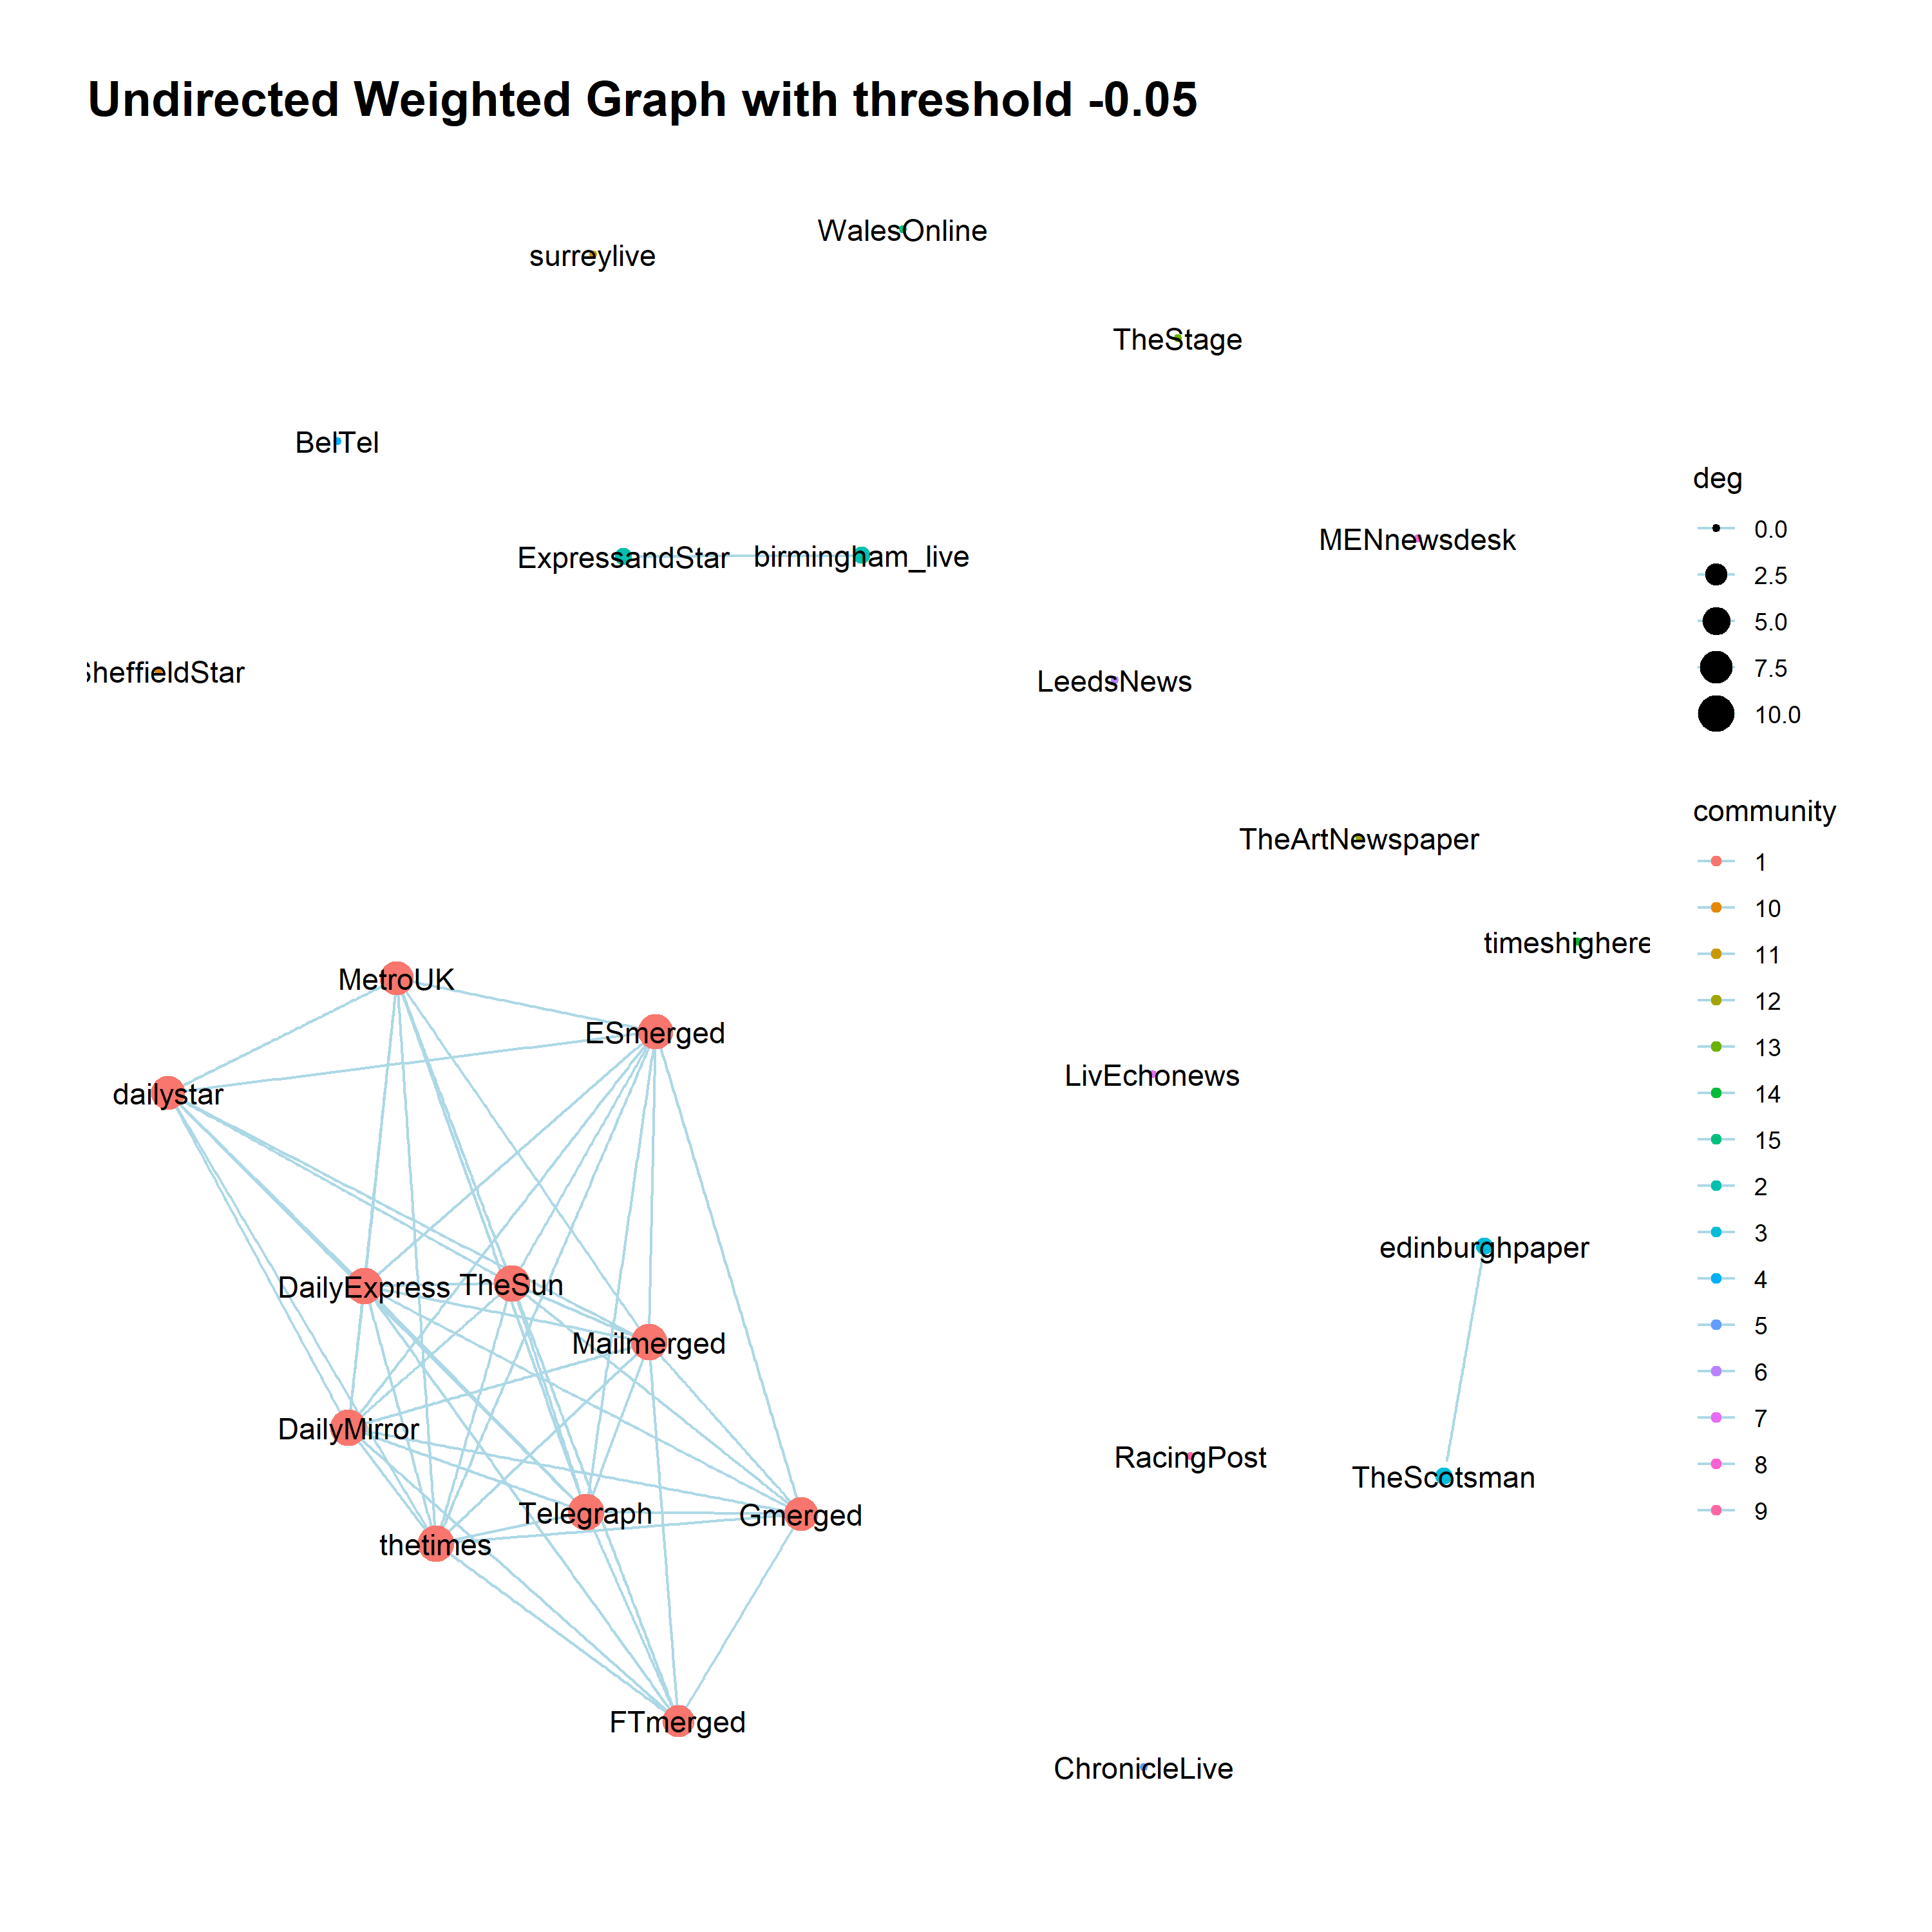 Undirected Weighted Graph with threshold -0.05
WalesOnline
surreylive
TheStage
BelTel
deg
0.0
MENnewsdesk
ExpressandStar
birmingham_live
2.5
5.0
SheffieldStar
LeedsNews
7.5
10.0
community
TheArtNewspaper
1
10
timeshighere
11
MetroUK
12
ESmerged
13
LivEchonews
dailystar
14
15
2
edinburghpaper
3
DailyExpress
TheSun
4
Mailmerged
5
6
DailyMirror
7
RacingPost
8
TheScotsman
9
Telegraph
Gmerged
thetimes
FTmerged
ChronicleLive